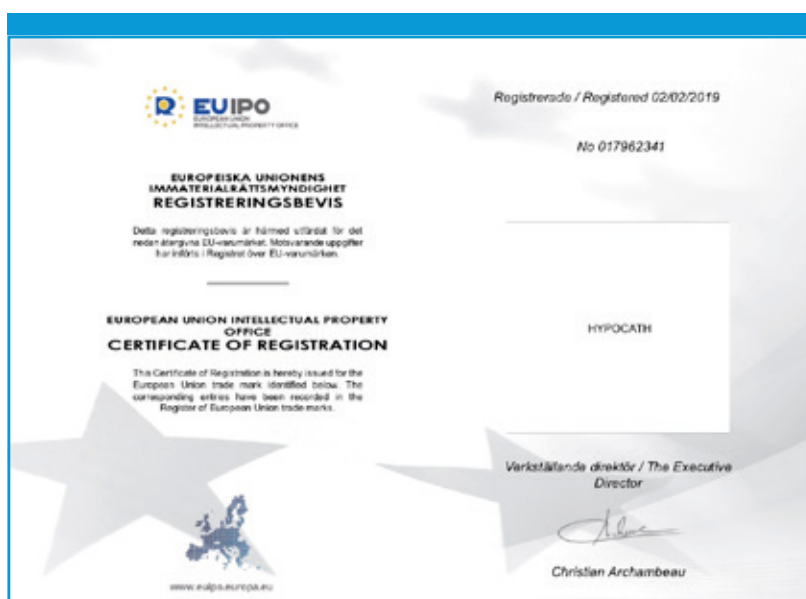 EUIPO
EUROPEAN UNION
INTELLECTUAL PROPERTY OFFICE
EUROPEISKA UNIONENS
IMMATERIALRÄTTSMYNDIGHET
REGISTRERINGSBEVIS
Detta registreringsbevis är härmed utfärdat för det
nedan återgivna EU-varumärket. Motsvarande uppgifter
har införts i Registret över EU-varumärken.
EUROPEAN UNION INTELLECTUAL PROPERTY
OFFICE
CERTIFICATE OF REGISTRATION
This Certificate of Registration is hereby issued for the
European Union trade mark identified below. The
corresponding entries have been recorded in the
Register of European Union trade marks.
www.euipo.europa.eu
Registrerade / Registered 02/02/2019
No 017962341
HYPOCATH
Verkställande direktör / The Executive
Director
Christian Archambeau